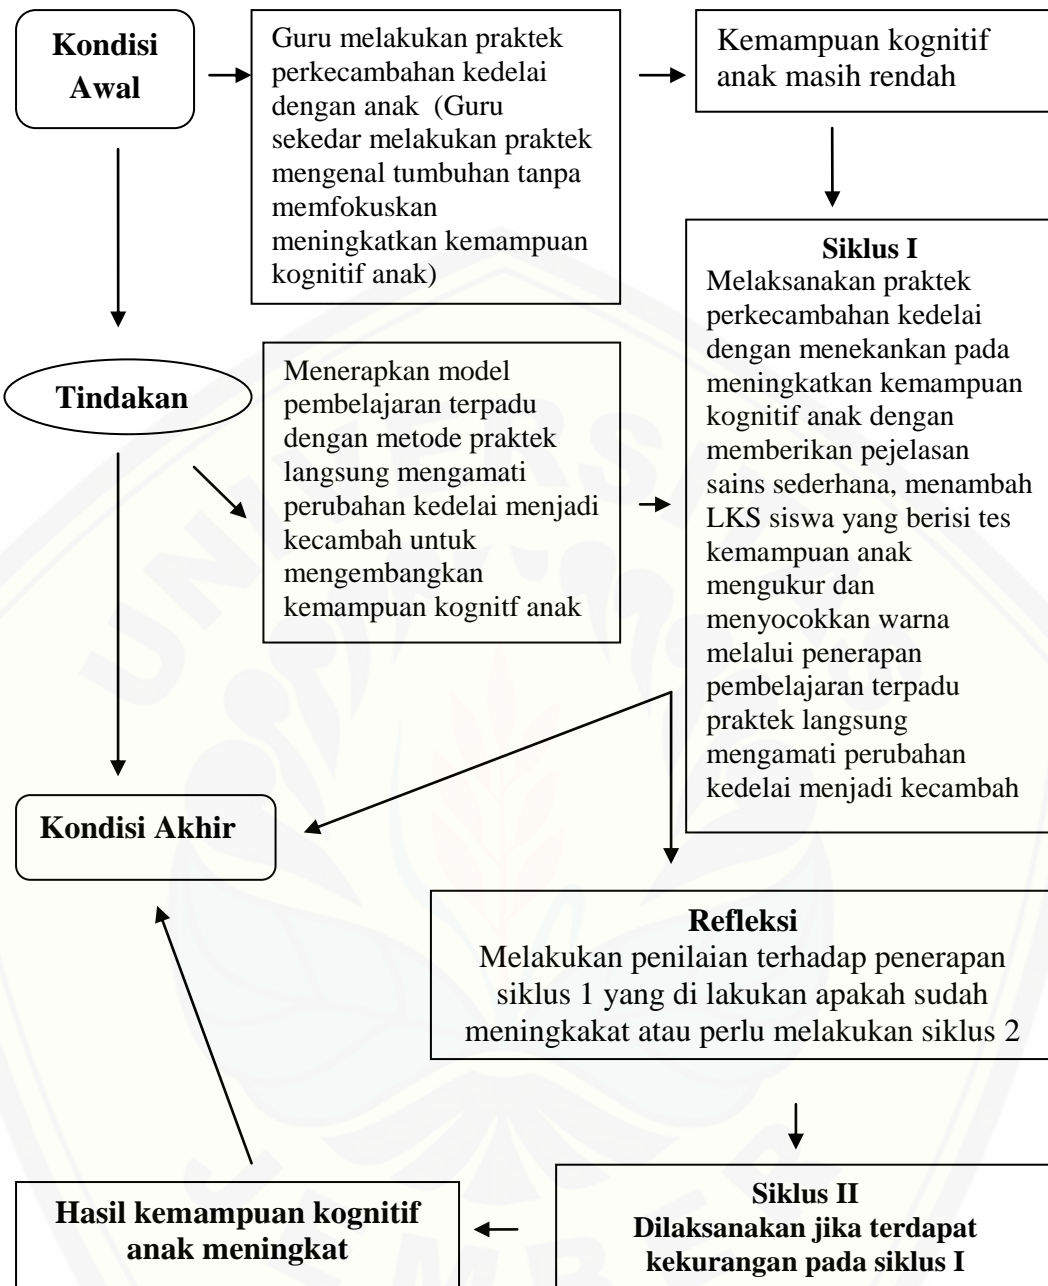 Kondisi
Awal
Guru melakukan praktek
perkecambahan kedelai
dengan anak (Guru
sekedar melakukan praktek
mengenal tumbuhan tanpa
memfokuskan
meningkatkan kemampuan
kognitif anak)
Kemampuan kognitif
anak masih rendah
Siklus I
Melaksanakan praktek
perkecambahan kedelai
dengan menekankan pada
meningkatkan kemampuan
kognitif anak dengan
memberikan pejelasan
sains sederhana, menambah
LKS siswa yang berisi tes
kemampuan anak
mengukur dan
menyocokkan warna
melalui penerapan
pembelajaran terpadu
praktek langsung
mengamati perubahan
kedelai menjadi kecambah
Tindakan
Menerapkan model
pembelajaran terpadu
dengan metode praktek
langsung mengamati
perubahan kedelai menjadi
kecambah untuk
mengembangkan
kemampuan kognitf anak
Kondisi Akhir
Refleksi
Melakukan penilaian terhadap penerapan
siklus 1 yang di lakukan apakah sudah
meningkakat atau perlu melakukan siklus 2
Siklus II
Dilaksanakan jika terdapat
kekurangan pada siklus I
Hasil kemampuan kognitif
anak meningkat
UNIVERSITAS
JEMBER